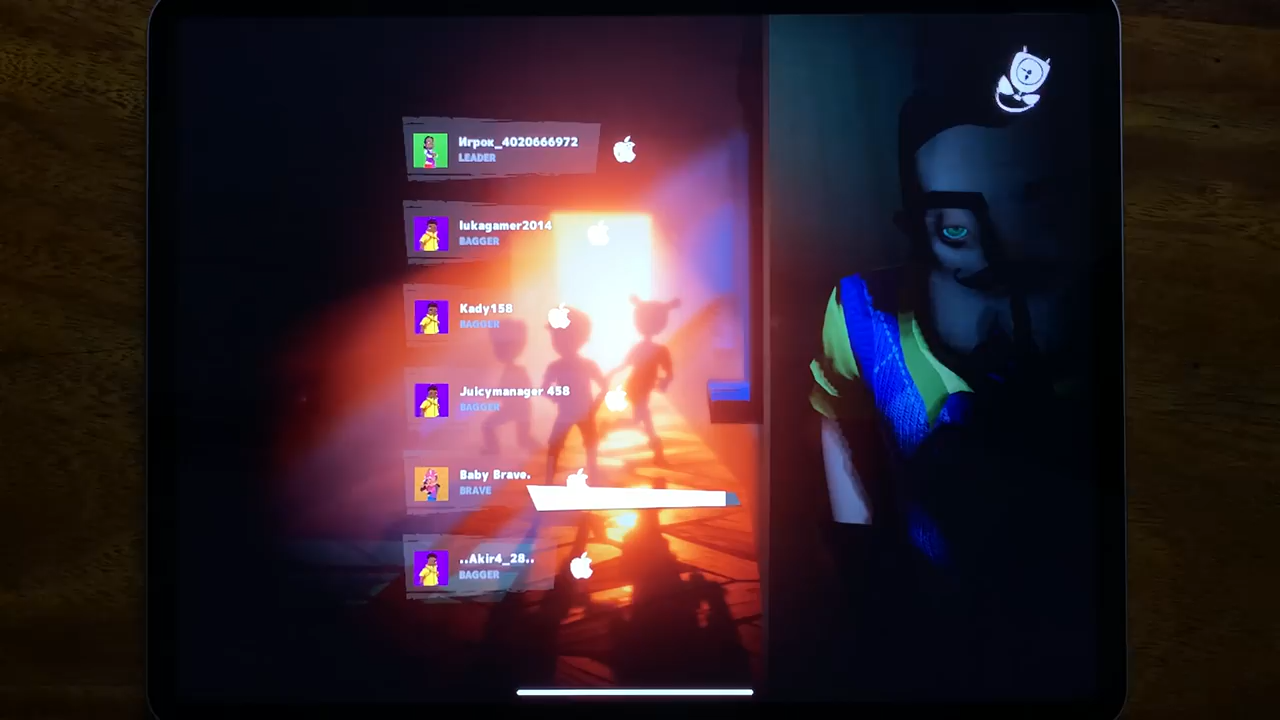 Игрок_4020666972
LEADER
lukagamer2014
BAGGER
Kady158
BAGGER
Juicymanager 458
BAGGER
Baby Brave.
BRAVE
..Akir4_28..
BAGGER